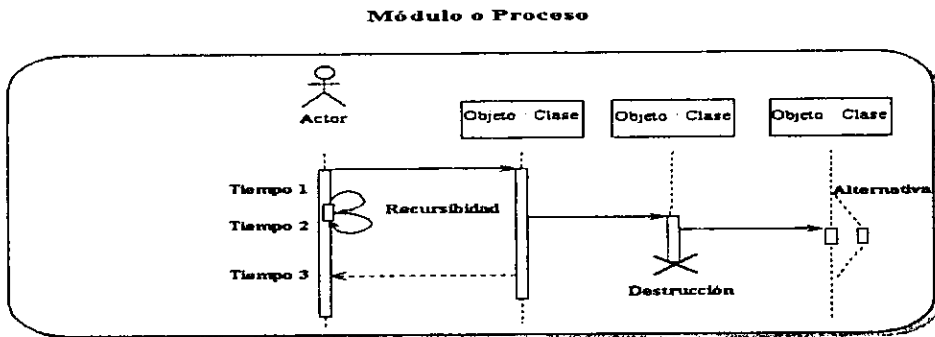 Módulo o Proceso
Actor
Objeto : Clase
Objeto : Clase
Objeto : Clase
Tiempo 1
Alternativa
Recursibidad
Tiempo 2
Tiempo 3
Destrucción